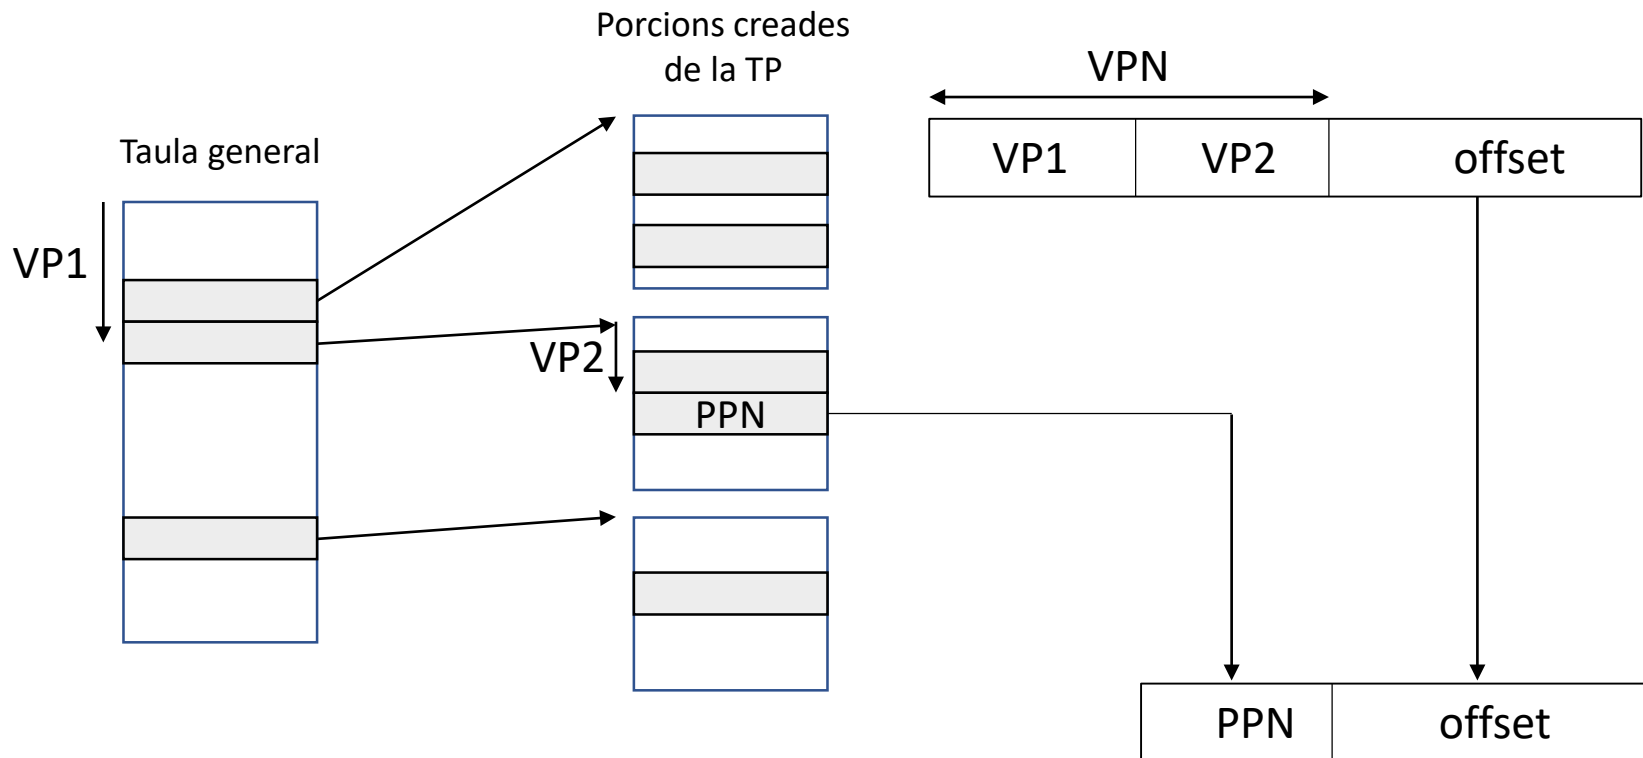 Porcions creades
de la TP
VPN
Taula general
VP1
VP2
offset
VP1
VP2
PPN
PPN
offset